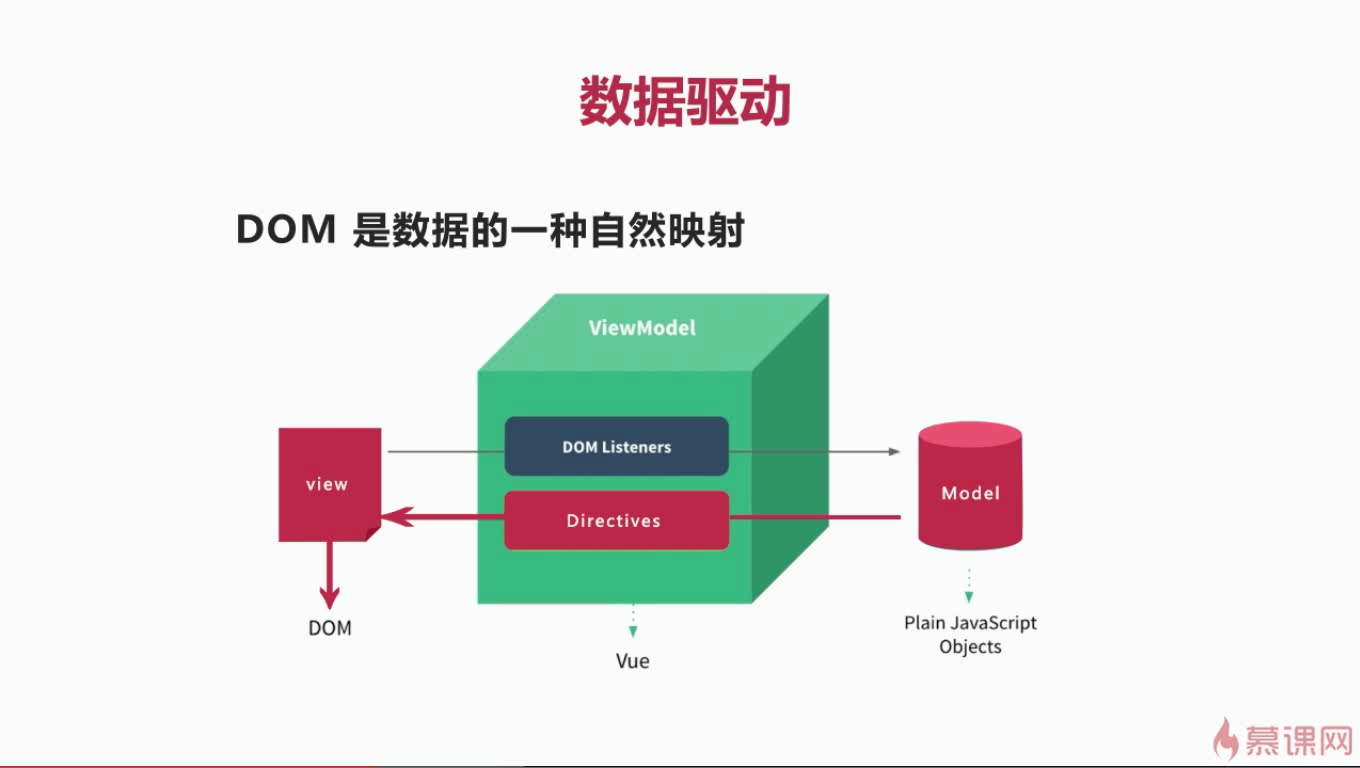 数据驱动
DOM 是数据的一种自然映射
ViewModel
DOM Listeners
view
Directives
Model
DOM
Vue
Plain JavaScript
Objects
慕课网